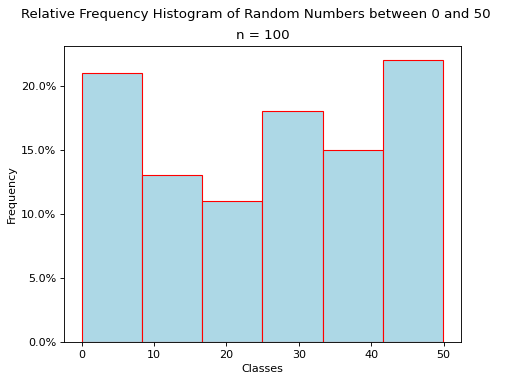 Relative Frequency Histogram of Random Numbers between 0 and 50
n = 100
20.0%
15.0%
10.0%
5.0%
0.0%
Frequency
0 10 20 30 40 50
Classes